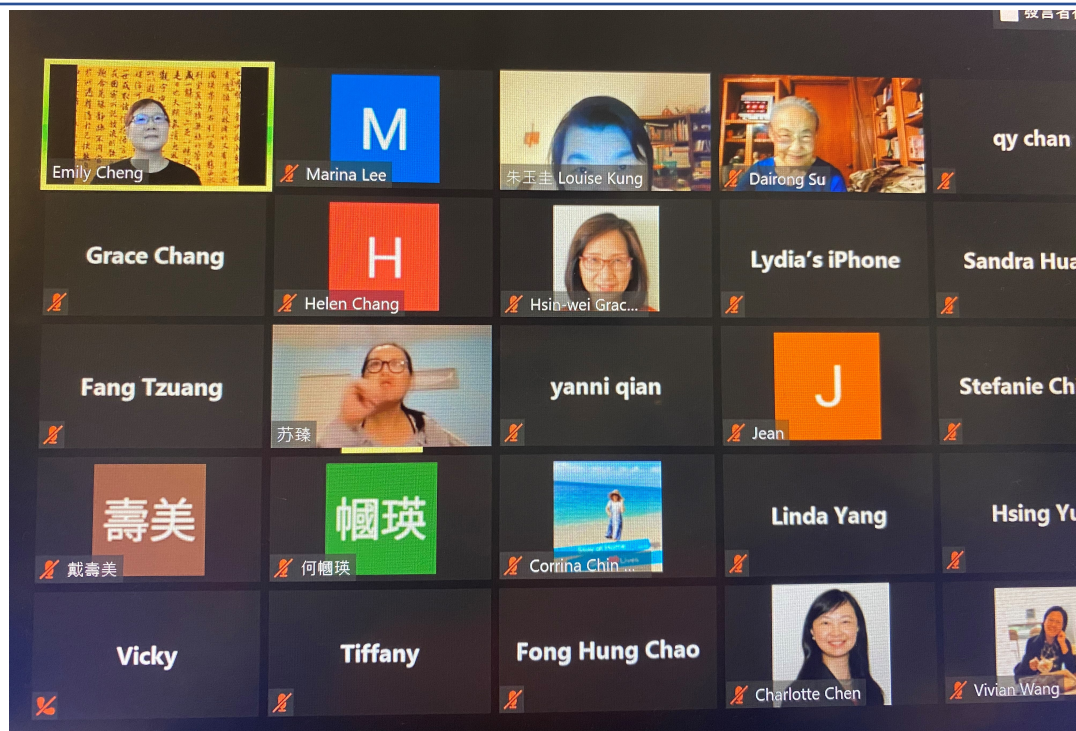 發言者
Emily Cheng
M
Marina Lee
朱玉圭 Louise Kung
Dairong Su
qy chan
Grace Chang
H
Helen Chang
Hsin-wei Grac...
Lydia's iPhone
Sandra Hua
Fang Tzuang
苏臻
yanni qian
J
Jean
Stefanie Ch
壽美
戴壽美
幗瑛
何幗瑛
Corrina Chin ...
Linda Yang
Hsing Yu
Vicky
Tiffany
Fong Hung Chao
Charlotte Chen
Vivian Wang